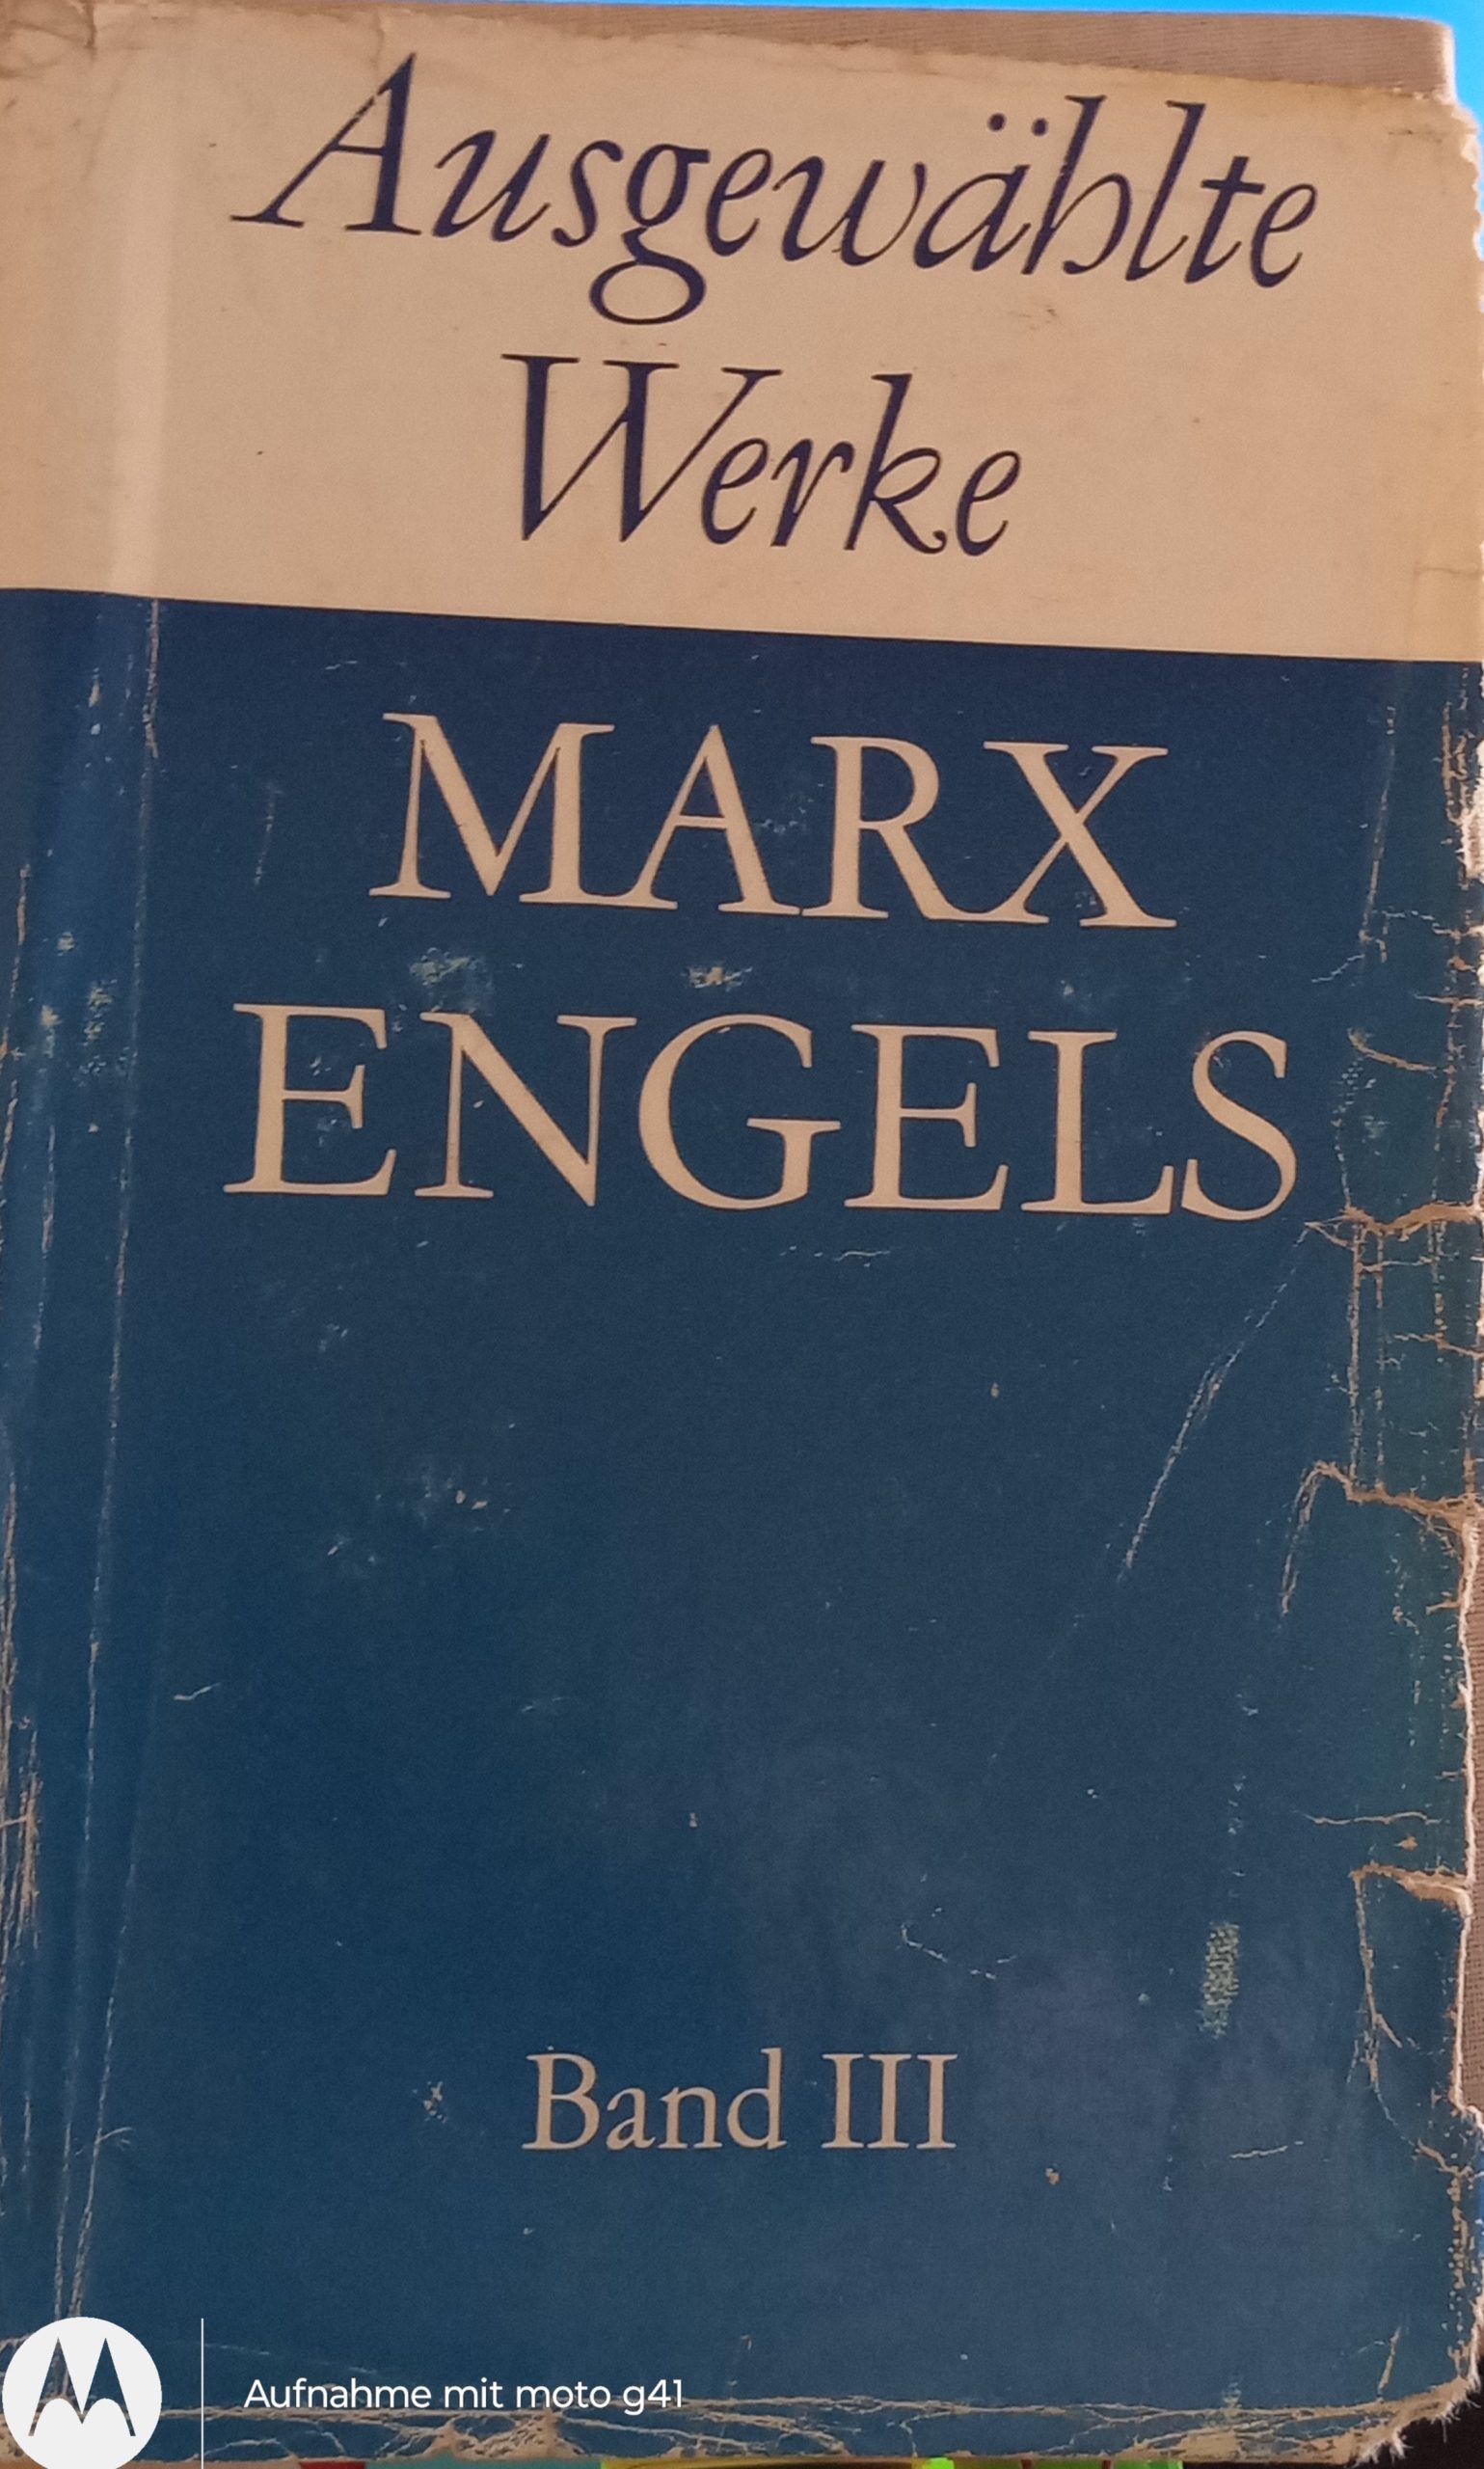 Ausgewählte
Werke
MARX
ENGELS
Band III
Aufnahme mit moto g41